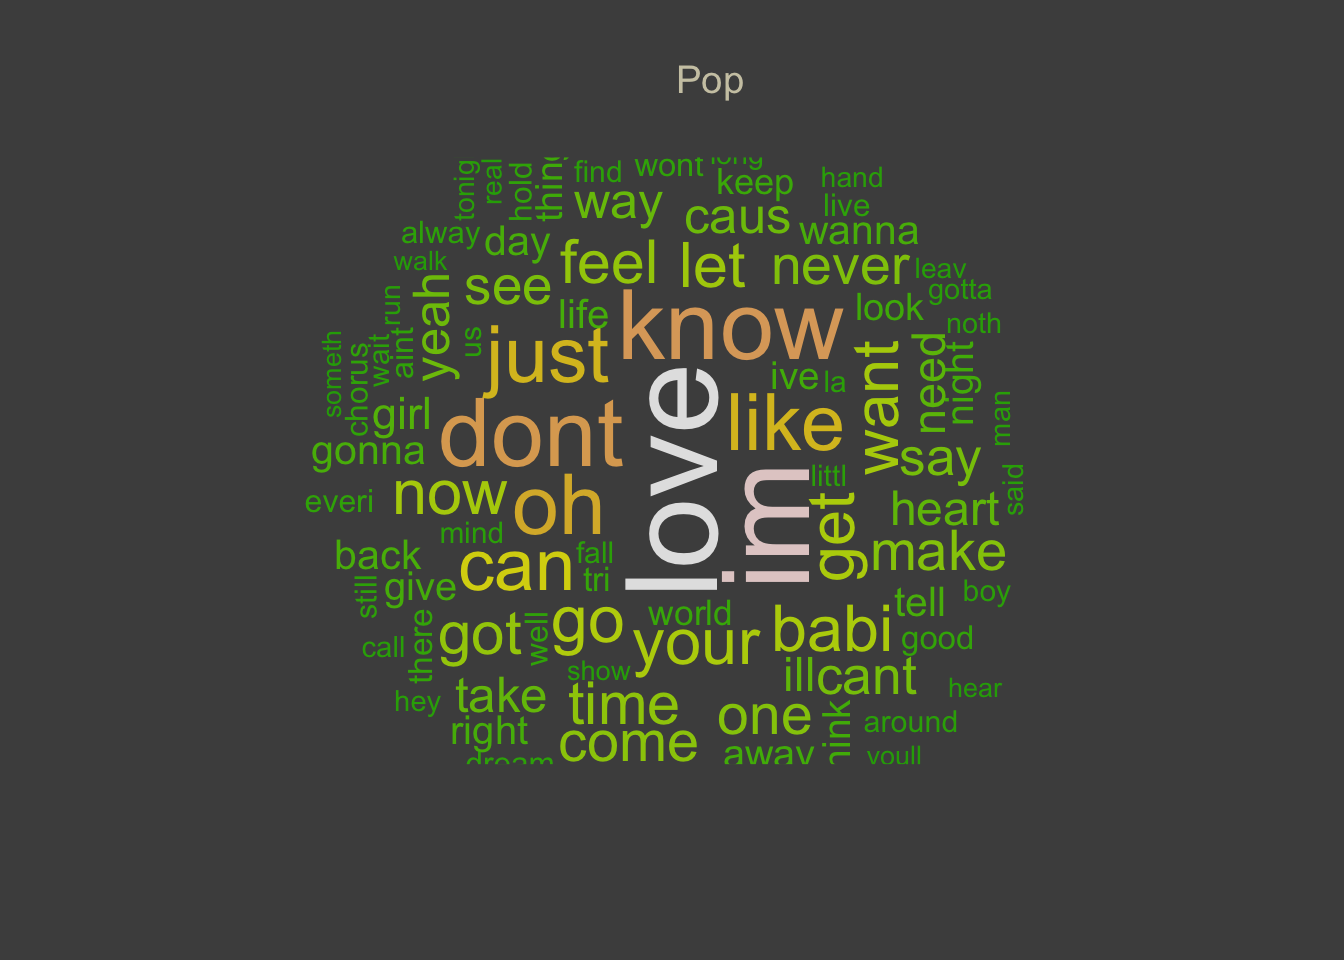 Pop
tonig
real
hold
thing
find
wont
long
keep
hand
live
way
caus
wanna
alway
day
feel
let
never
walk
see
leav
gotta
yeah
run
life
know
look
noth
us
just
someth
chorus
wait
aint
ive
la
want
need
night
man
girl
dont
love
like
gonna
say
everi
now
oh
im
littl
get
heart
said
mind
back
can
fall
make
still
give
tri
boy
tell
world
call
there
got
well
go
your
babi
good
show
ill
cant
hear
hey
take
time
one
hink
around
right
come
away
youll
dream